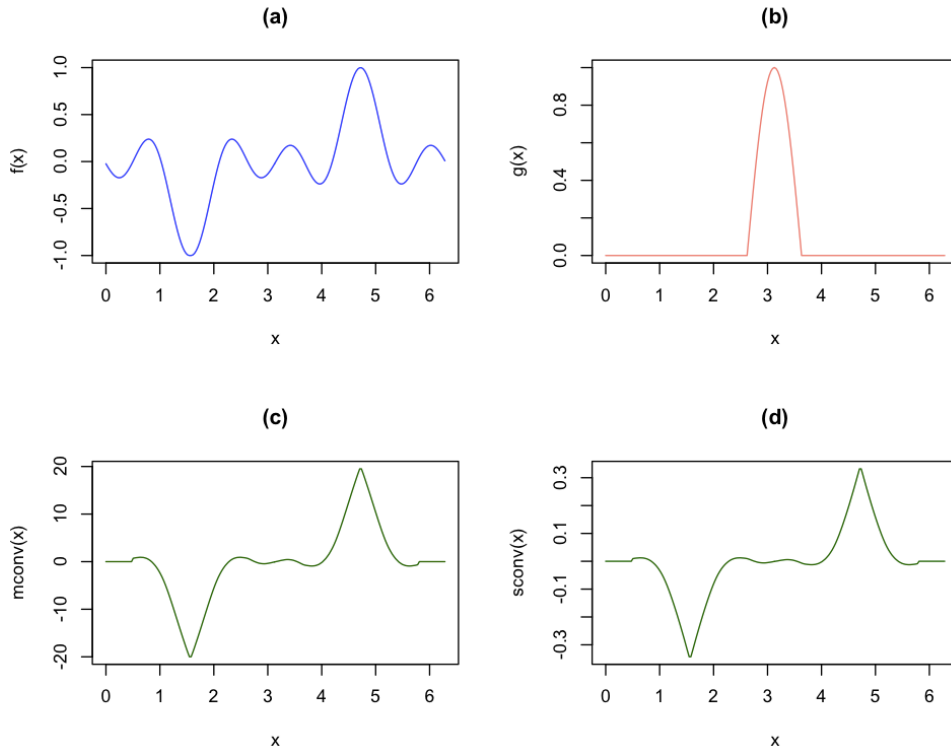 (a)
f(x)
1.0
0.5
0.0
-0.5
-1.0
0 1 2 3 4 5 6
x
(b)
g(x)
0.8
0.4
0.0
0 1 2 3 4 5 6
x
(c)
mconv(x)
20
10
0
-10
-20
0 1 2 3 4 5 6
x
(d)
sconv(x)
0.3
0.1
-0.1
-0.3
0 1 2 3 4 5 6
x